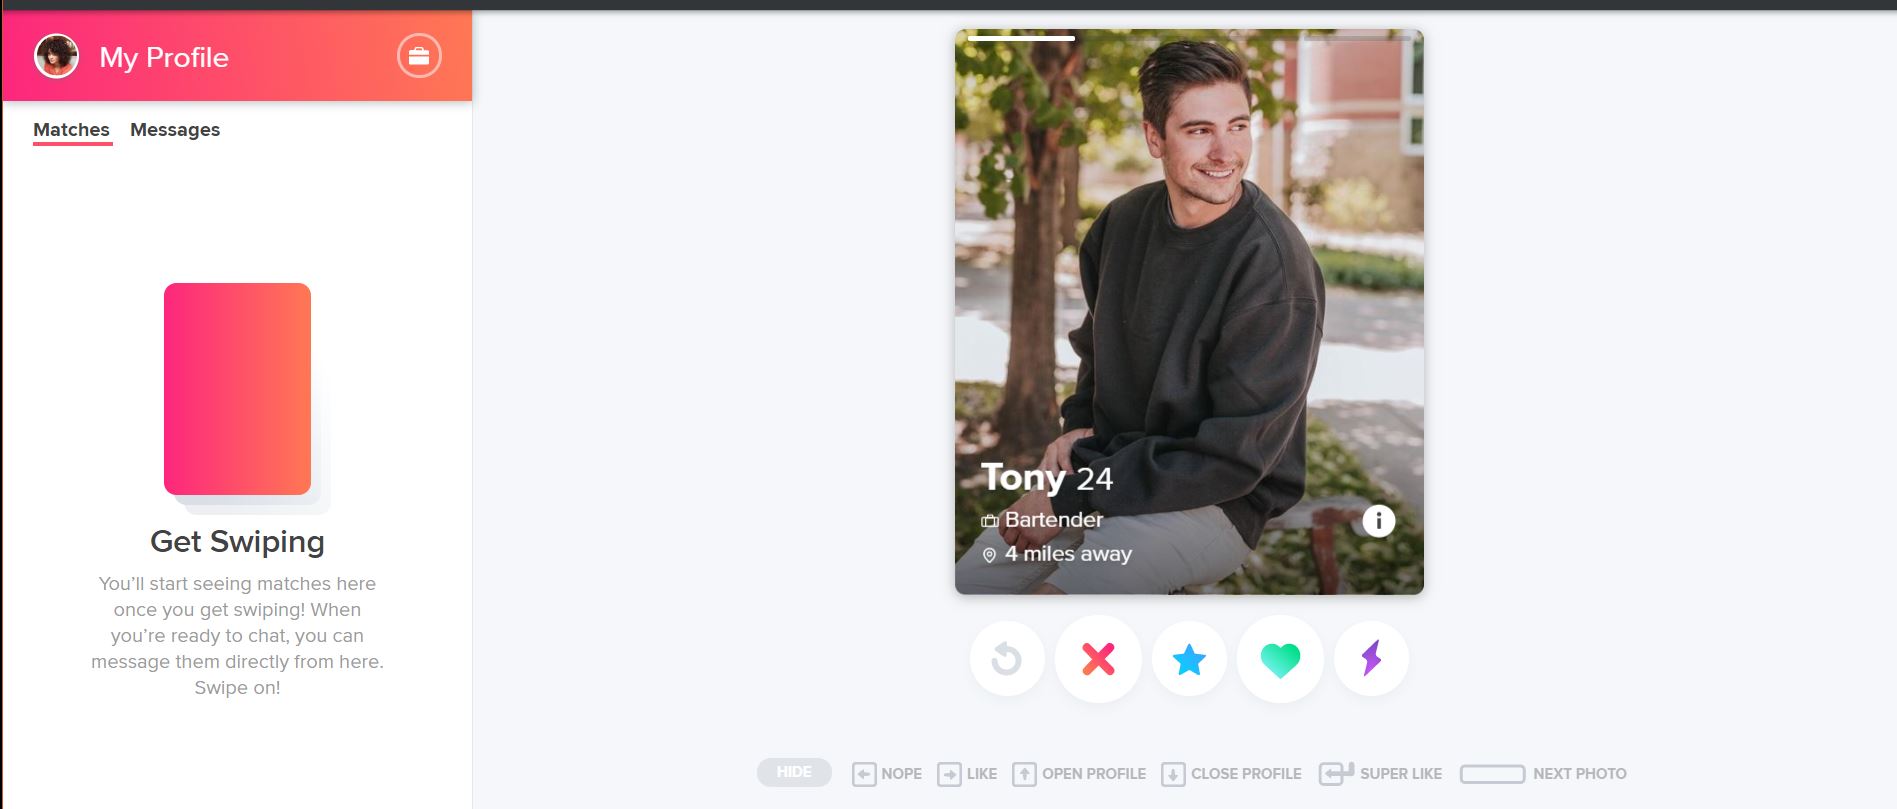 My Profile
Matches Messages
Get Swiping
You’ll start seeing matches here
once you get swiping! When
you’re ready to chat, you can
message them directly from here.
Swipe on!
Tony 24
Bartender
4 miles away
HIDE NOPE LIKE OPEN PROFILE CLOSE PROFILE SUPER LIKE NEXT PHOTO